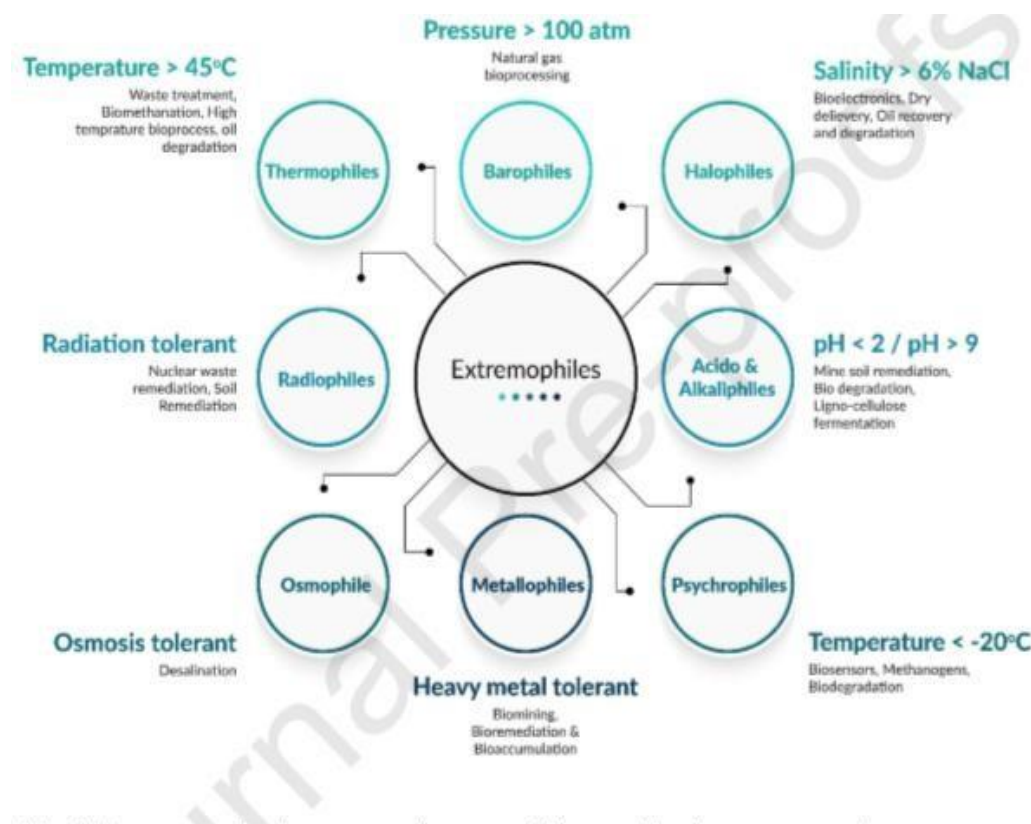 Pressure > 100 atm
Natural gas
bioprocessing
Temperature > 45°C
Waste treatment,
Biomethanation, High
temprature bioprocess, oil
degradation
Salinity > 6% NaCl
Bioelectronics, Dry
delievery, Oil recovery
and degradation
Thermophiles
Barophiles
Halophiles
Radiation tolerant
Nuclear waste
remediation, Soil
Remediation
Radiophiles
Extremophiles
Acido &
Alkaliphiles
pH < 2 / pH > 9
Mine soil remediation,
Bio degradation,
Ligno-cellulose
fermentation
Osmophile
Metallophiles
Psychrophiles
Osmosis tolerant
Desalination
Heavy metal tolerant
Biomining,
Bioremediation &
Bioaccumulation
Temperature < -20°C
Biosensors, Methanogens,
Biodegradation
rnal Pre-proofs